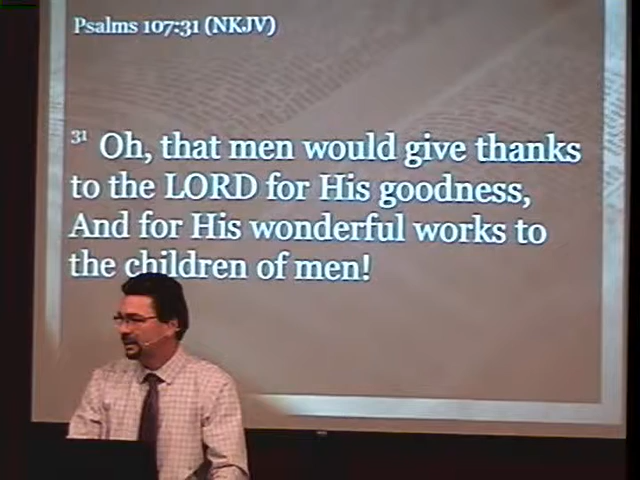 Psalms 107:31 (NKJV)
31 Oh, that men would give thanks
to the LORD for His goodness,
And for His wonderful works to
the children of men!